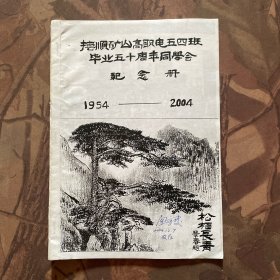 抚顺矿山高职电五四班
毕业五十周年同学会
纪念册
1954 —— 2004
松柏长青